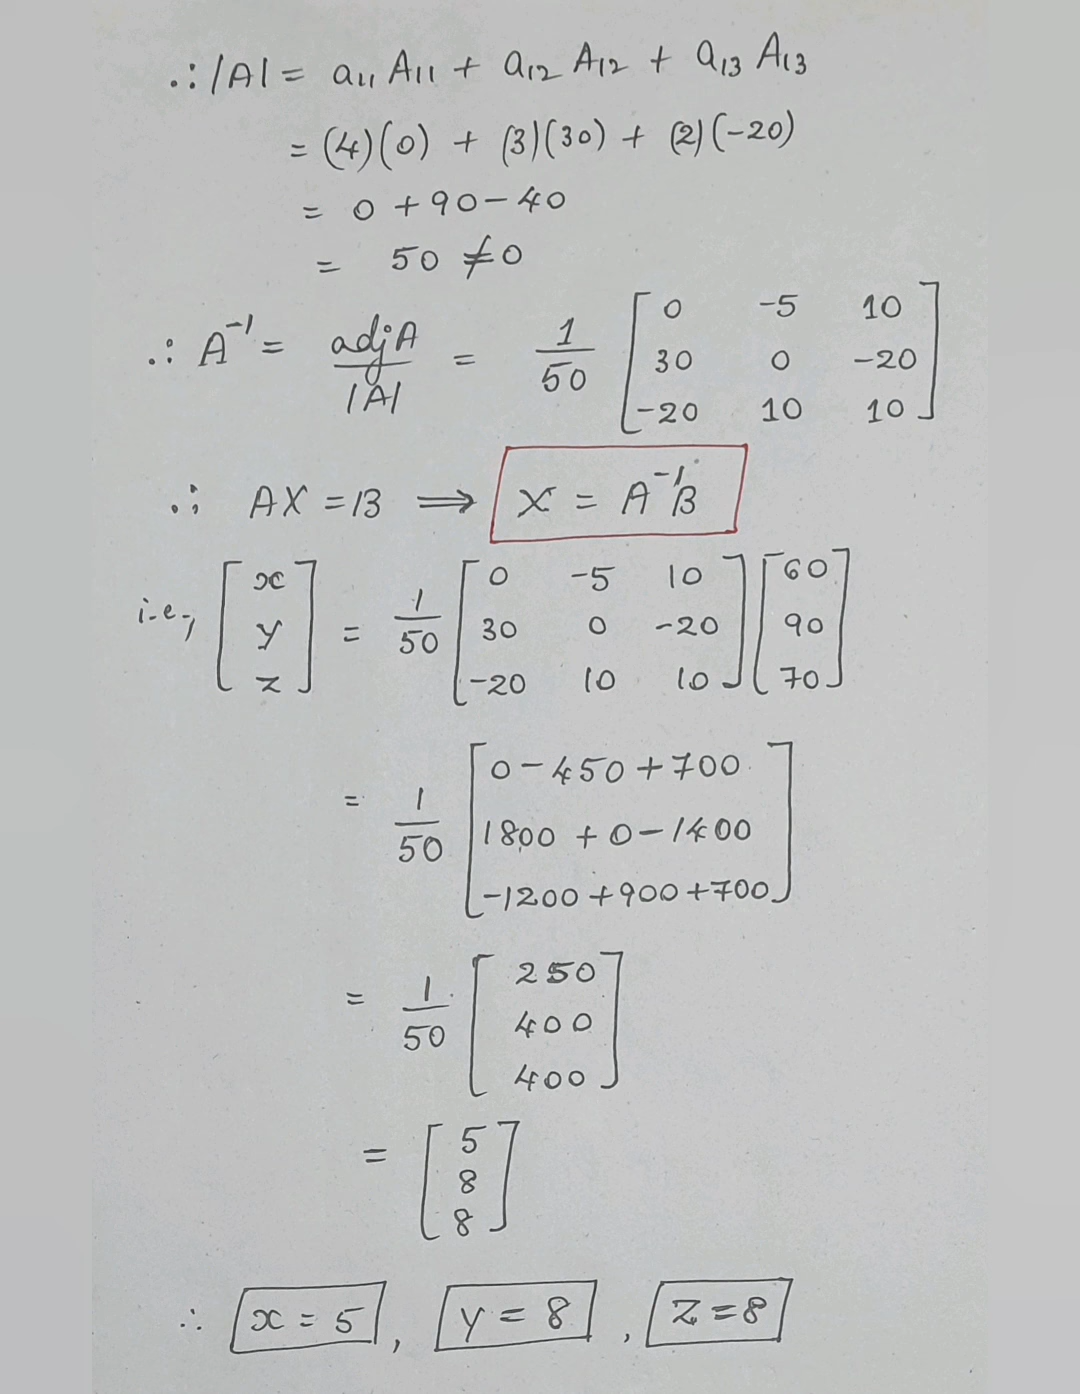 ∴ |A| = a₁₁ A₁₁ + a₁₂ A₁₂ + a₁₃ A₁₃
= (4)(0) + (3)(30) + (2)(-20)
= 0 + 90 - 40
= 50 ≠ 0
∴ A⁻¹ = adjA / |A| = 1/50 [0 -5 10
30 0 -20
-20 10 10]
∴ AX = B ⟹ X = A⁻¹B
i.e., [x y z] = 1/50 [0 -5 10
30 0 -20
-20 10 10] [60 90 70]
= 1/50 [0 - 450 + 700
1800 + 0 - 1400
-1200 + 900 + 700]
= 1/50 [250
400
400]
= [5
8
8]
∴ x = 5, y = 8, z = 8